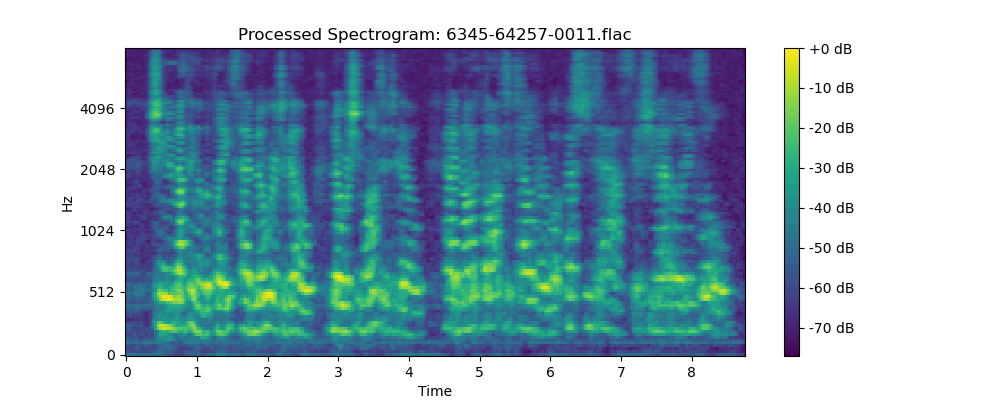 Processed Spectrogram: 6345-64257-0011.flac
+0 dB
-10 dB
-20 dB
-30 dB
-40 dB
-50 dB
-60 dB
-70 dB
Hz
4096
2048
1024
512
0
0 1 2 3 4 5 6 7 8
Time